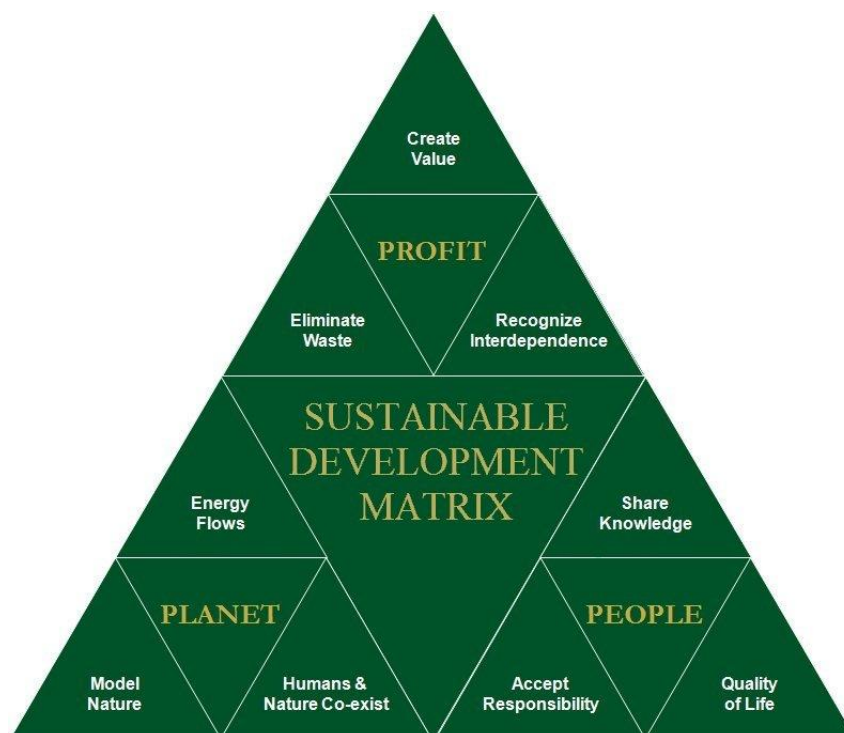 Create
Value
PROFIT
Eliminate
Waste
Recognize
Interdependence
SUSTAINABLE
DEVELOPMENT
MATRIX
Energy
Flows
Share
Knowledge
PLANET
PEOPLE
Model
Nature
Humans &
Nature Co-exist
Accept
Responsibility
Quality
of Life